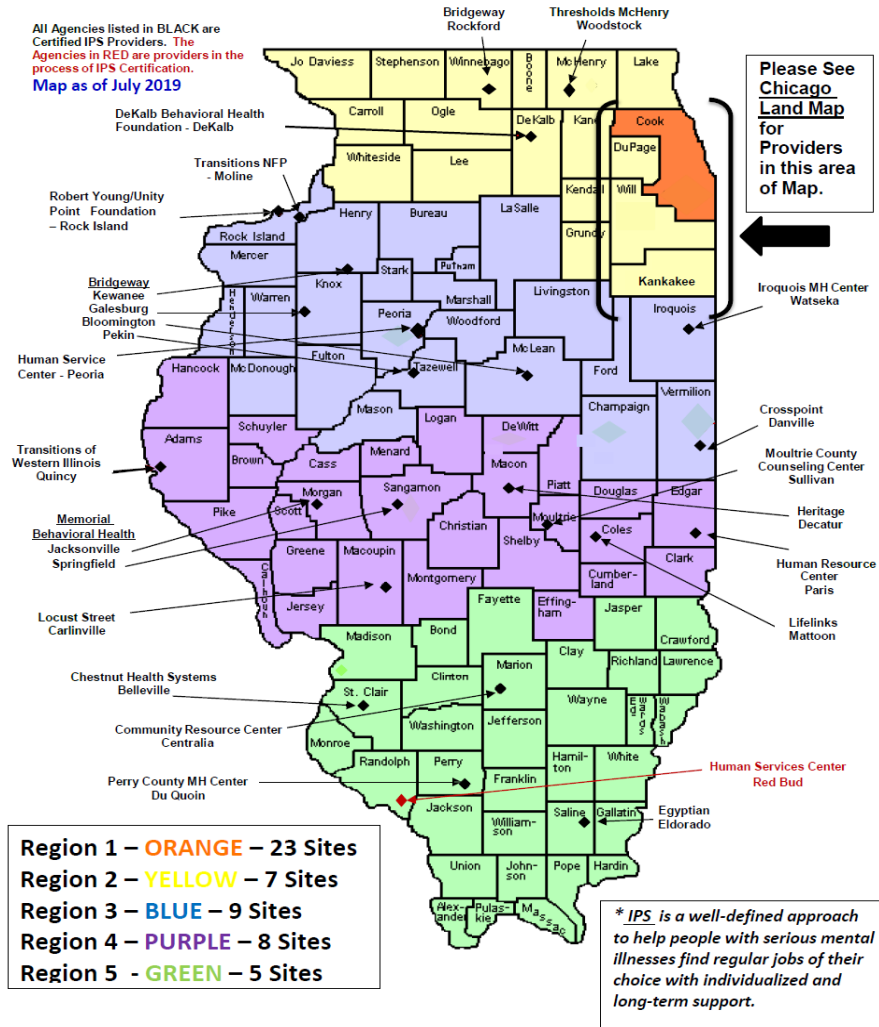 All Agencies listed in BLACK are
Certified IPS Providers. The
Agencies in RED are providers in the
process of IPS Certification.
Map as of July 2019
Bridgeway
Rockford
Thresholds McHenry
Woodstock
DeKalb Behavioral Health
Foundation - DeKalb
Transitions NFP
- Moline
Robert Young/Unity
Point Foundation
– Rock Island
Bridgeway
Kewanee
Galesburg
Bloomington
Pekin
Human Service
Center - Peoria
Transitions of
Western Illinois
Quincy
Memorial
Behavioral Health
Jacksonville
Springfield
Locust Street
Carlinville
Chestnut Health Systems
Belleville
Community Resource Center
Centralia
Perry County MH Center
Du Quoin
Please See
Chicago
Land Map
for
Providers
in this area
of Map.
Iroquois MH Center
Watseka
Crosspoint
Danville
Moultrie County
Counseling Center
Sullivan
Heritage
Decatur
Human Resource
Center
Paris
Lifelinks
Mattoon
Human Services Center
Red Bud
Egyptian
Eldorado
Jo Daviess
Stephenson
Winnebago
Boone
McHenry
Lake
Carroll
Ogle
DeKalb
Kane
Cook
DuPage
Whiteside
Lee
Kendall
Will
Grundy
Kankakee
Rock Island
Henry
Bureau
LaSalle
Mercer
Putnam
Stark
Knox
Henderson
Warren
Peoria
Marshall
Woodford
Livingston
Iroquois
Fulton
Tazewell
McLean
Ford
Vermilion
Hancock
McDonough
Mason
Champaign
Schuyler
Logan
DeWitt
Adams
Brown
Cass
Menard
Macon
Piatt
Douglas
Edgar
Pike
Scott
Morgan
Sangamon
Christian
Moultrie
Coles
Shelby
Greene
Macoupin
Montgomery
Cumber-
land
Clark
Calhoun
Jersey
Fayette
Effing-
ham
Jasper
Crawford
Madison
Bond
Clay
Richland
Lawrence
Marion
Clinton
St. Clair
Wayne
Edwards
Wabash
Washington
Jefferson
Monroe
Randolph
Perry
Hamil-
ton
White
Franklin
Jackson
William-
son
Saline
Gallatin
Union
John-
son
Pope
Hardin
Alex-
ander
Pulas-
kie
Massac
Region 1 – ORANGE – 23 Sites
Region 2 – YELLOW – 7 Sites
Region 3 – BLUE – 9 Sites
Region 4 – PURPLE – 8 Sites
Region 5 - GREEN – 5 Sites
* IPS is a well-defined approach
to help people with serious mental
illnesses find regular jobs of their
choice with individualized and
long-term support.